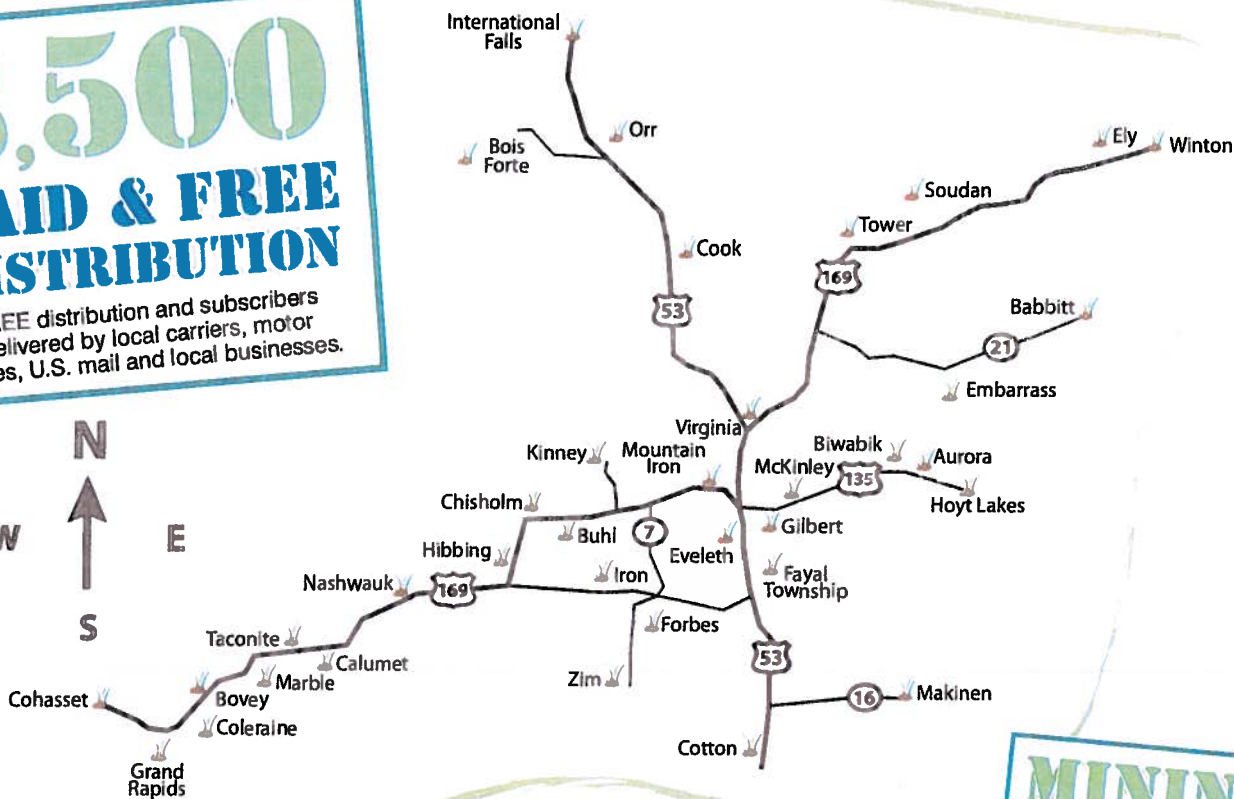 ,500
AID & FREE
ISTRIBUTION
EE distribution and subscribers
elivered by local carriers, motor
es, U.S. mail and local businesses.
N
W
E
S
International
Falls
Orr
Bois
Forte
Cook
53
Ely
Winton
Soudan
Tower
169
Babbitt
21
Embarrass
Virginia
Kinney
Mountain
Iron
McKinley
Biwabik
135
Aurora
Hoyt Lakes
Gilbert
Chisholm
Buhl
7
Eveleth
Hibbing
Iron
Fayal
Township
Nashwauk
169
Forbes
Taconite
Calumet
Zim
53
Marble
Cohasset
Bovey
Coleraine
16
Makinen
Cotton
Grand
Rapids
MININ